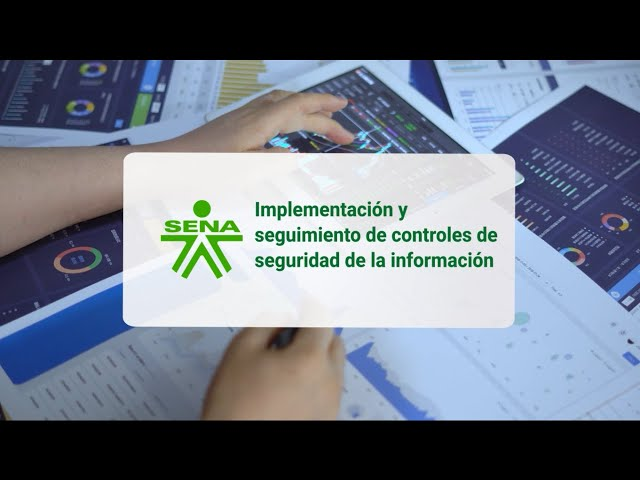 SENA
Implementación y
seguimiento de controles de
seguridad de la información